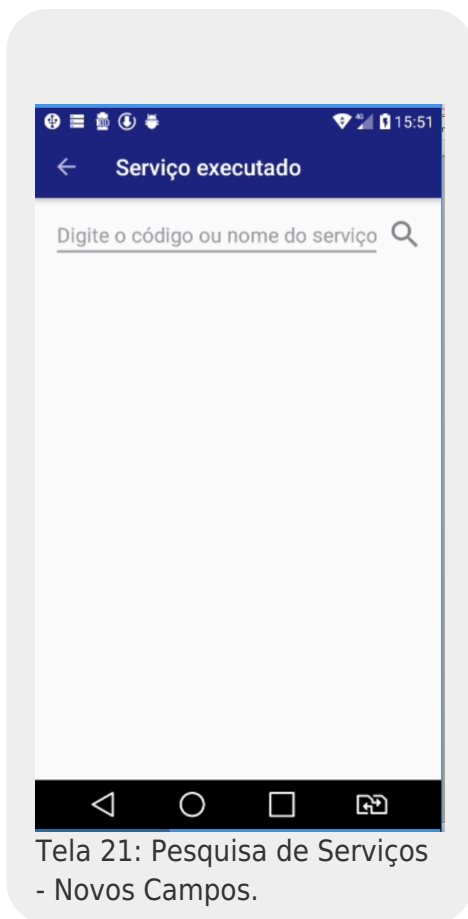 15:51
Serviço executado
Digite o código ou nome do serviço
Tela 21: Pesquisa de Serviços
- Novos Campos.